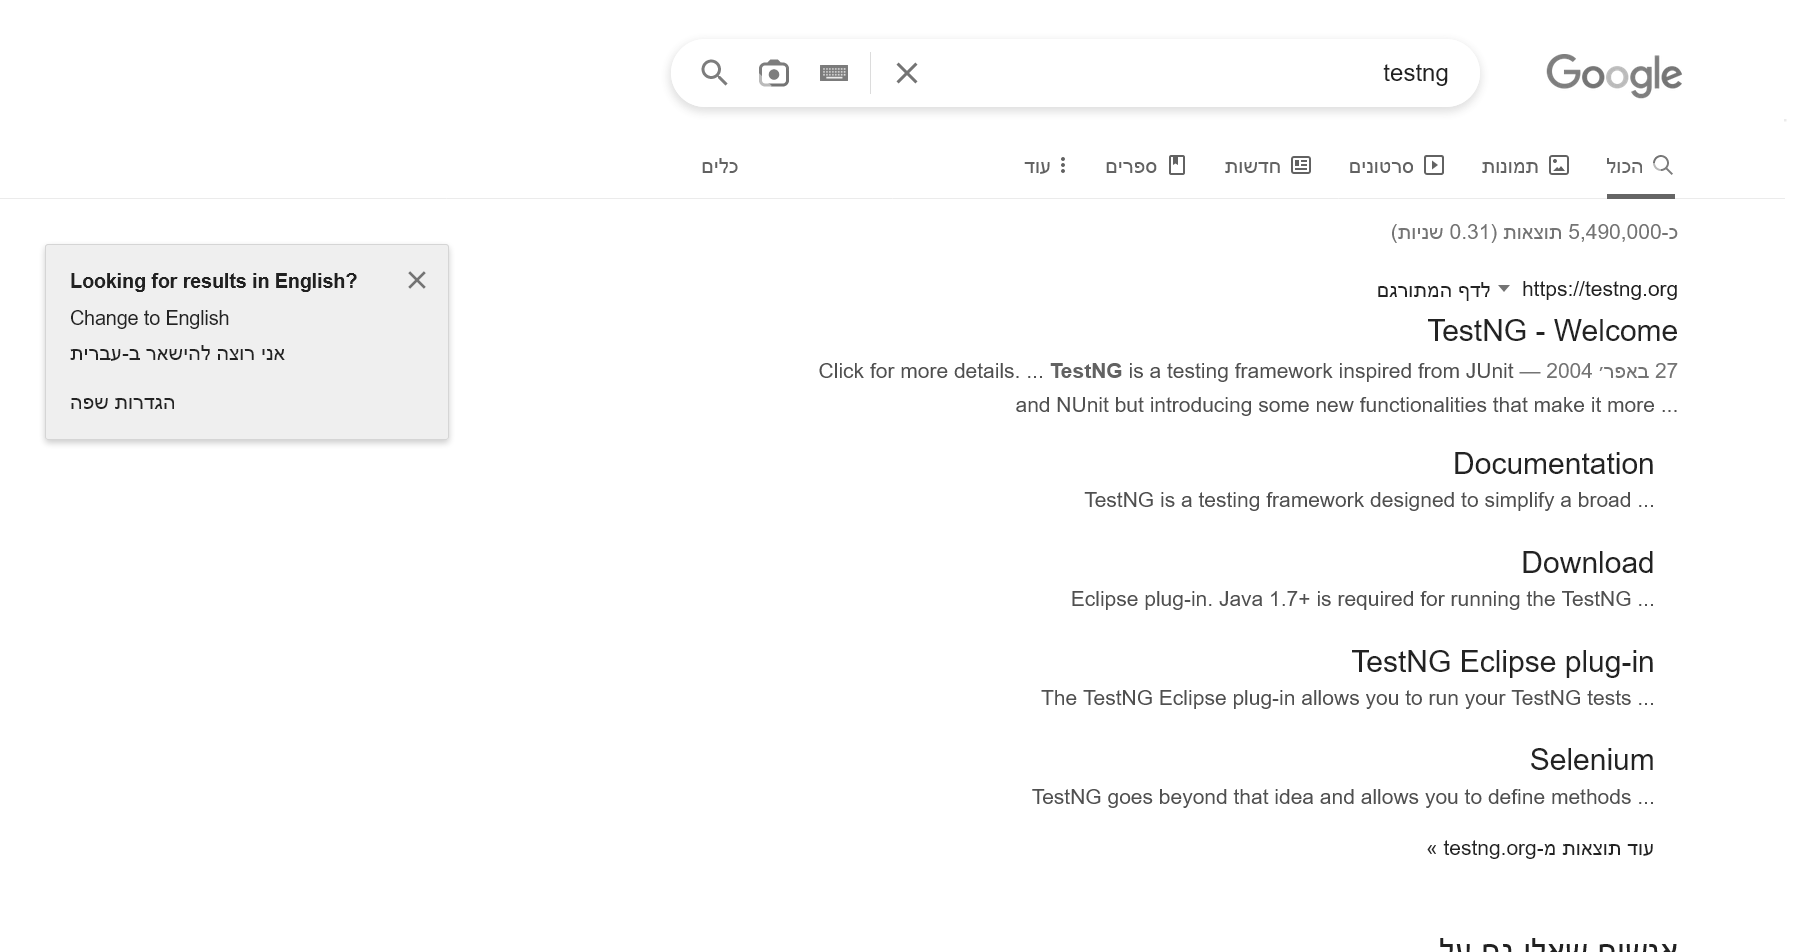 testng
Google
הכול
תמונות
סרטונים
חדשות
ספרים
עוד
כלים
כ-5,490,000 תוצאות (0.31 שניות)
Looking for results in English?
Change to English
אני רוצה להישאר ב-עברית
הגדרות שפה
https://testng.org לדף המתורגם
TestNG - Welcome
27 באפר׳ 2004 — Click for more details. ... TestNG is a testing framework inspired from JUnit
and NUnit but introducing some new functionalities that make it more ...
Documentation
TestNG is a testing framework designed to simplify a broad ...
Download
Eclipse plug-in. Java 1.7+ is required for running the TestNG ...
TestNG Eclipse plug-in
The TestNG Eclipse plug-in allows you to run your TestNG tests ...
Selenium
TestNG goes beyond that idea and allows you to define methods ...
עוד תוצאות מ-testng.org »
אנשים שאלו גם על